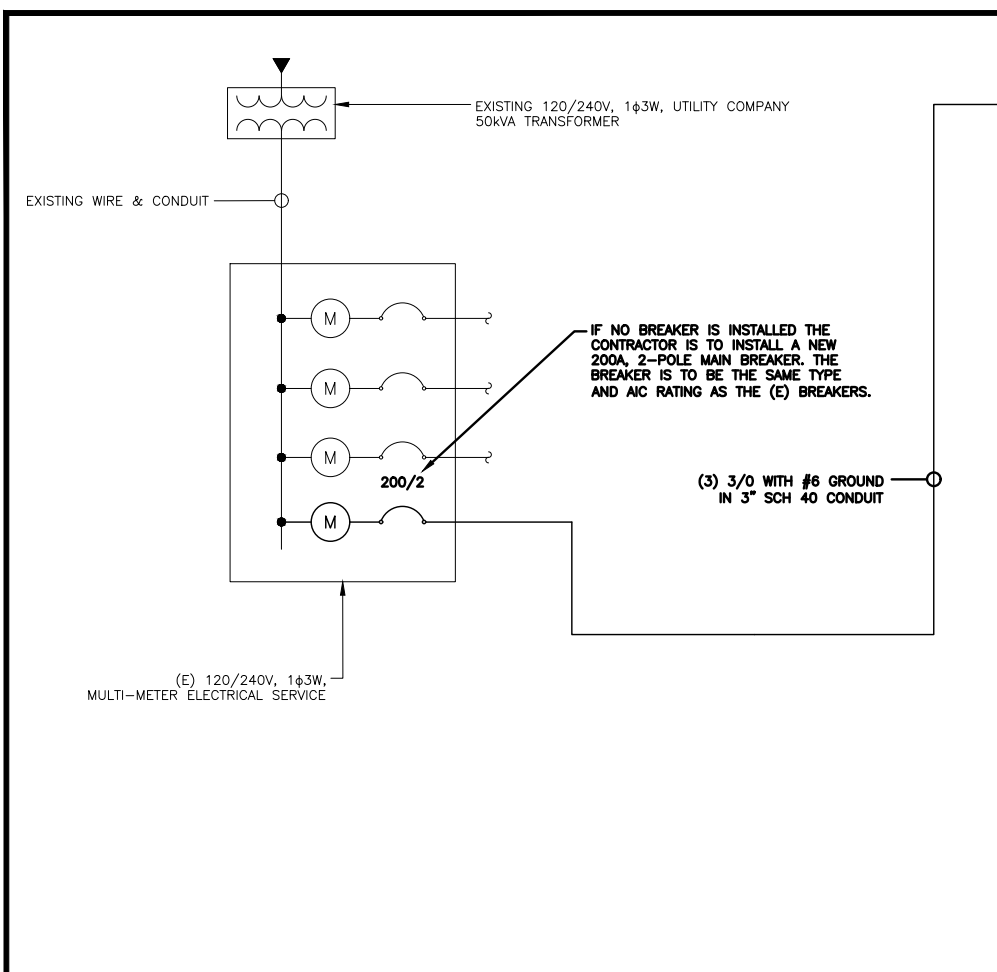 EXISTING 120/240V, 1ϕ3W, UTILITY COMPANY
50kVA TRANSFORMER
EXISTING WIRE & CONDUIT
M
M
IF NO BREAKER IS INSTALLED THE
CONTRACTOR IS TO INSTALL A NEW
200A, 2-POLE MAIN BREAKER. THE
BREAKER IS TO BE THE SAME TYPE
AND AIC RATING AS THE (E) BREAKERS.
M
200/2
M
(3) 3/0 WITH #6 GROUND
IN 3" SCH 40 CONDUIT
(E) 120/240V, 1ϕ3W,
MULTI-METER ELECTRICAL SERVICE